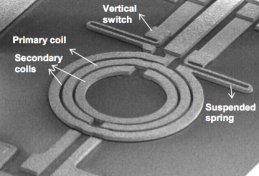 Vertical
switch
Primary coil
Secondary
coils
Suspended
spring